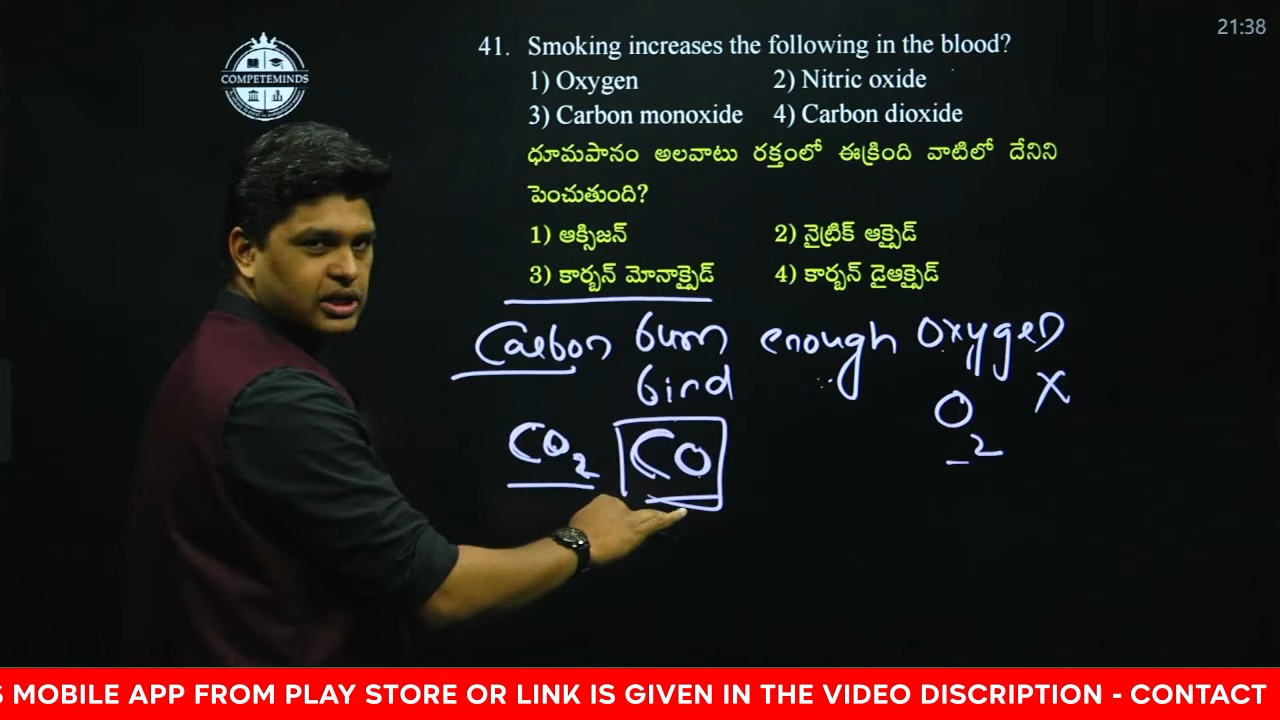 21:38
COMPETEMINDS
41. Smoking increases the following in the blood?
1) Oxygen 2) Nitric oxide
3) Carbon monoxide 4) Carbon dioxide
ధూమపానం అలవాటు రక్తంలో ఈక్రింది వాటిలో దేనిని
పెంచుతుంది?
1) ఆక్సిజన్ 2) నైట్రిక్ ఆక్సైడ్
3) కార్బన్ మోనాక్సైడ్ 4) కార్బన్ డైఆక్సైడ్
Carbon burn enough oxygen
bird
O2 X
CO2 CO
S MOBILE APP FROM PLAY STORE OR LINK IS GIVEN IN THE VIDEO DISCRIPTION - CONTACT